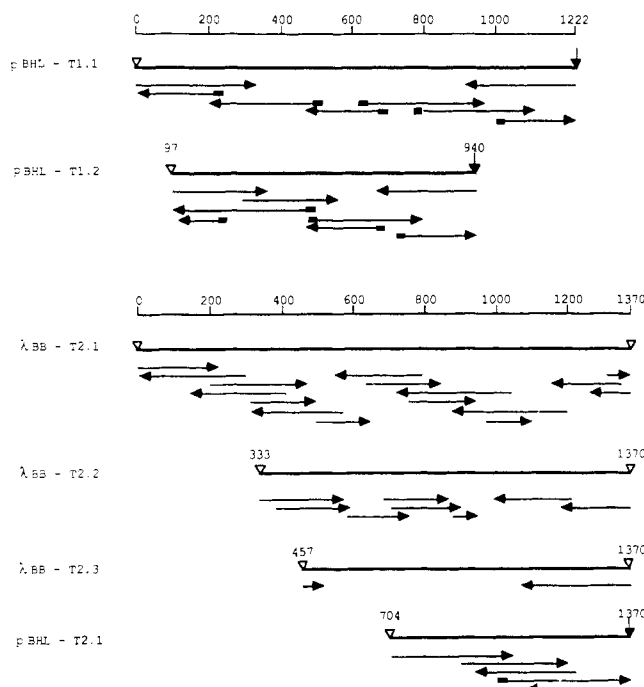 0 200 400 600 800 1000 1222
pBHL - T1.1
97 940
pBHL - T1.2
0 200 400 600 800 1000 1200 1370
λBB - T2.1
333 1370
λBB - T2.2
457 1370
λBB - T2.3
704 1370
pBHL - T2.1